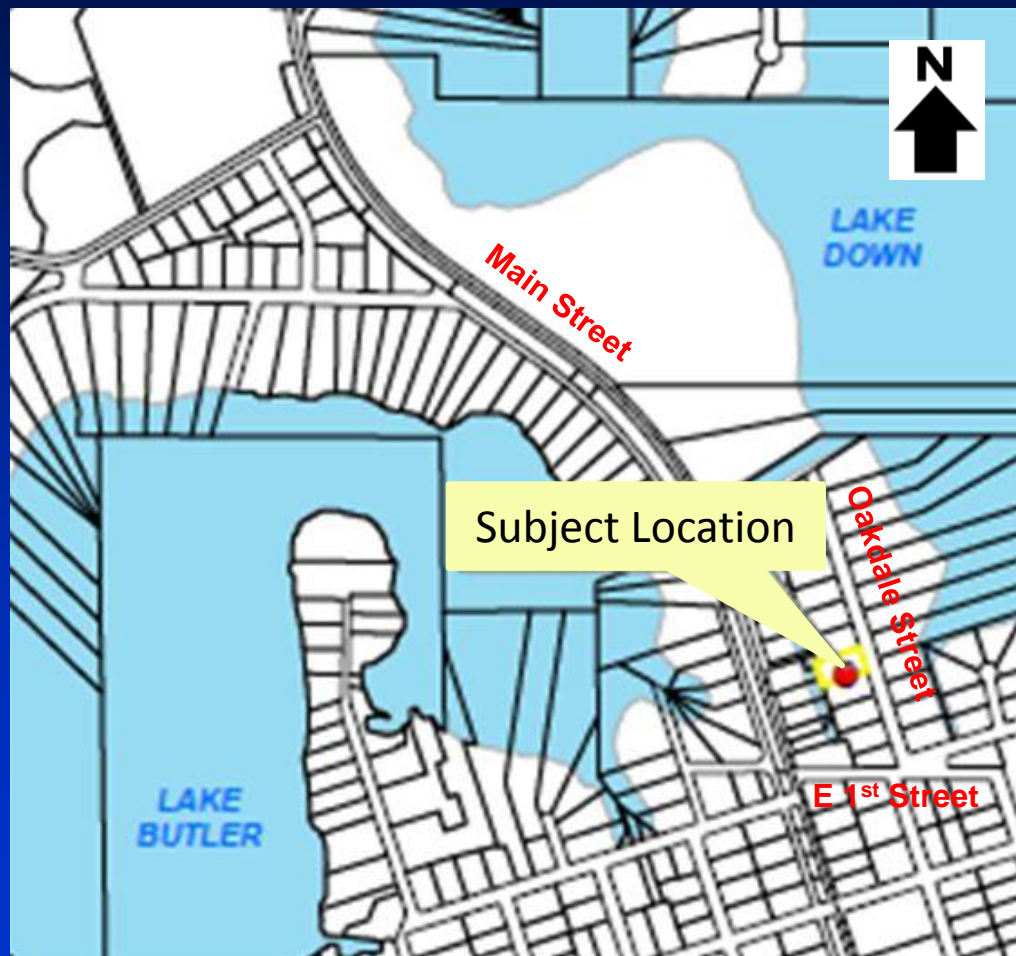 N
LAKE
DOWN
Main Street
Subject Location
Oakdale Street
E 1st Street
LAKE
BUTLER